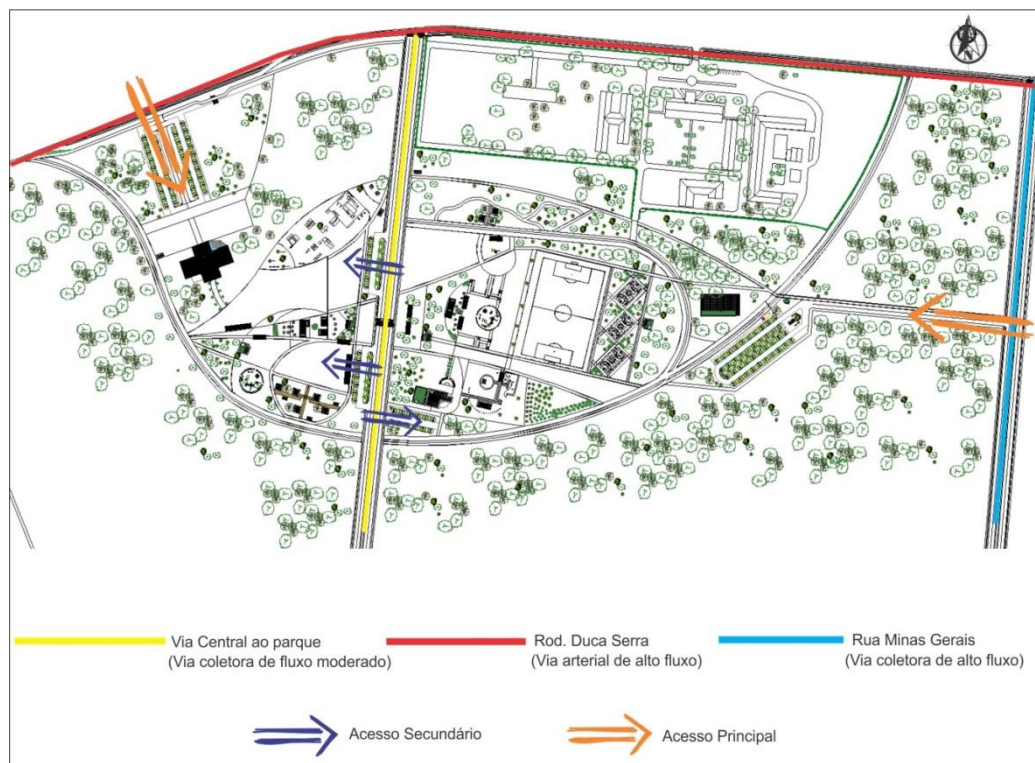 Via Central ao parque
(Via coletora de fluxo moderado)
Rod. Duca Serra
(Via arterial de alto fluxo)
Rua Minas Gerais
(Via coletora de alto fluxo)
Acesso Secundário
Acesso Principal